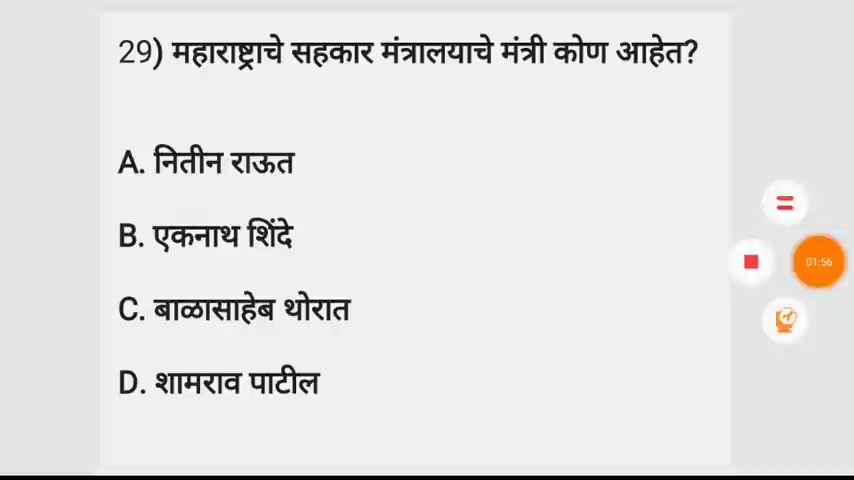 29) महाराष्ट्राचे सहकार मंत्रालयाचे मंत्री कोण आहेत?
A. नितीन राऊत
B. एकनाथ शिंदे
C. बाळासाहेब थोरात
D. शामराव पाटील
01:56